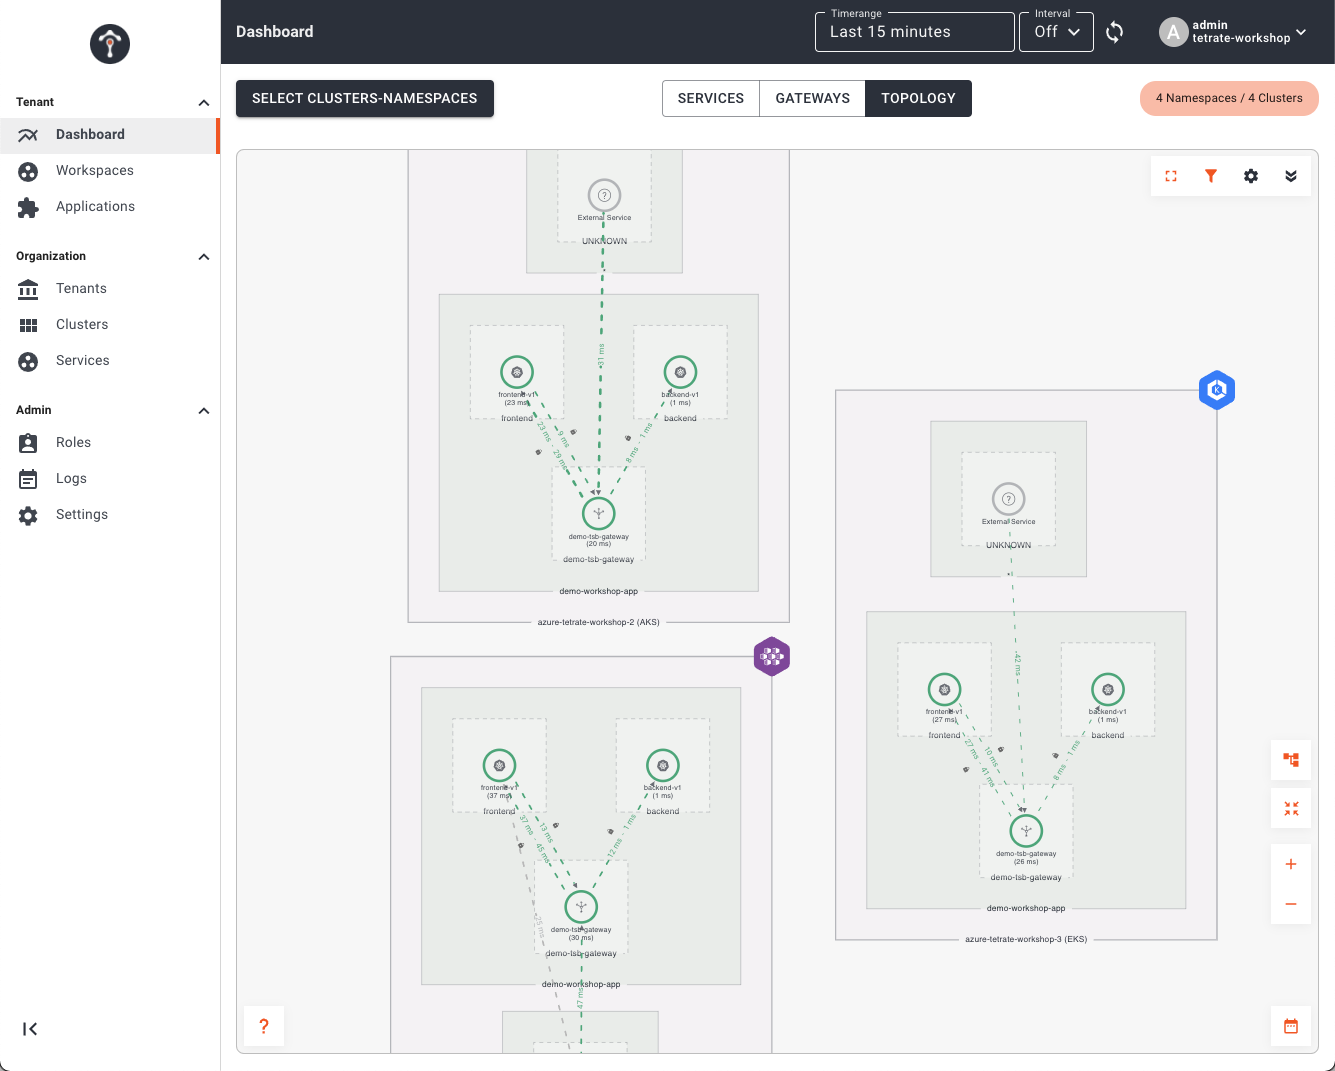 Dashboard
Timerange
Last 15 minutes
Interval
Off
A
admin
tetrate-workshop
Tenant
Dashboard
Workspaces
Applications
Organization
Tenants
Clusters
Services
Admin
Roles
Logs
Settings
SELECT CLUSTERS-NAMESPACES
SERVICES
GATEWAYS
TOPOLOGY
4 Namespaces / 4 Clusters
?
External Service
UNKNOWN
31 ms
frontend-v1
(23 ms)
frontend
backend-v1
(1 ms)
backend
23 ms - 29 ms
9 ms
8 ms - 1 ms
demo-tsb-gateway
(20 ms)
demo-tsb-gateway
demo-workshop-app
azure-tetrate-workshop-2 (AKS)
K
?
External Service
UNKNOWN
42 ms
frontend-v1
(27 ms)
frontend
backend-v1
(1 ms)
backend
27 ms - 41 ms
10 ms
8 ms - 1 ms
demo-tsb-gateway
(26 ms)
demo-tsb-gateway
demo-workshop-app
azure-tetrate-workshop-3 (EKS)
frontend-v1
(37 ms)
frontend
backend-v1
(1 ms)
backend
37 ms - 45 ms
13 ms
12 ms - 1 ms
demo-tsb-gateway
(30 ms)
demo-tsb-gateway
25 ms
demo-workshop-app
47 ms
?